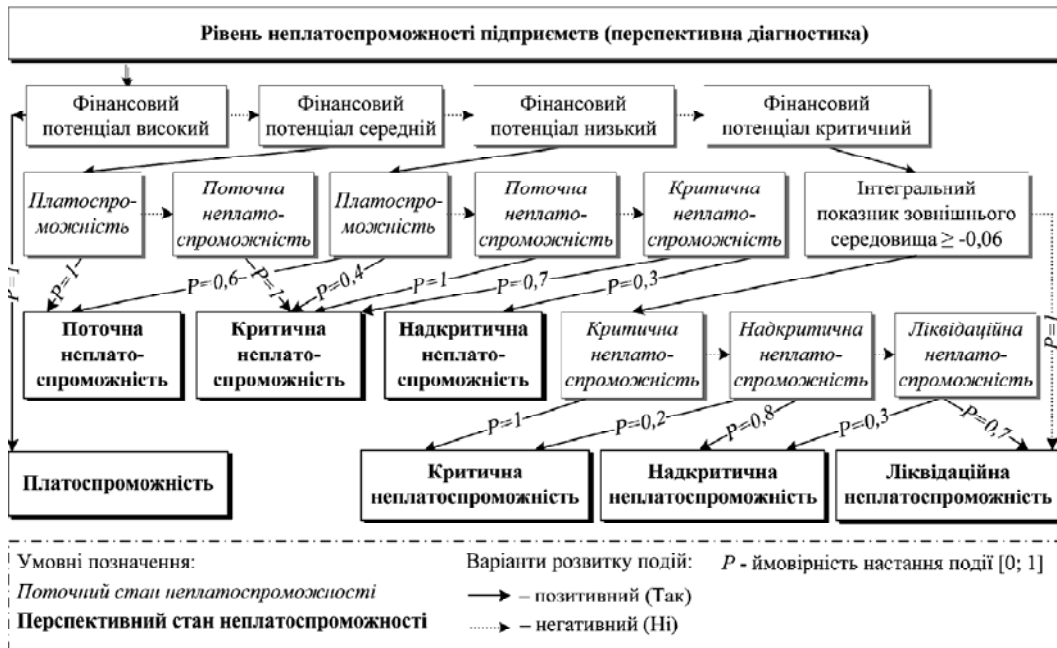 Рівень неплатоспроможності підприємств (перспективна діагностика)
Фінансовий
потенціал високий
Фінансовий
потенціал середній
Фінансовий
потенціал низький
Фінансовий
потенціал критичний
Платоспро-
можність
Поточна
неплато-
спроможність
Платоспро-
можність
Поточна
неплато-
спроможність
Критична
неплато-
спроможність
Інтегральний
показник зовнішнього
середовища ≥ -0,06
P=1
P=1
P=0,6
P=1
P=0,4
P=1
P=0,7
P=0,3
P=1
Поточна
неплато-
спроможність
Критична
неплато-
спроможність
Надкритична
неплато-
спроможність
Критична
неплато-
спроможність
Надкритична
неплато-
спроможність
Ліквідаційна
неплато-
спроможність
P=1
P=0,2
P=0,8
P=0,3
P=0,7
Платоспроможність
Критична
неплатоспроможність
Надкритична
неплатоспроможність
Ліквідаційна
неплатоспроможність
Умовні позначення:
Поточний стан неплатоспроможності
Перспективний стан неплатоспроможності
Варіанти розвитку подій:
– позитивний (Так)
– негативний (Ні)
P - ймовірність настання події [0; 1]